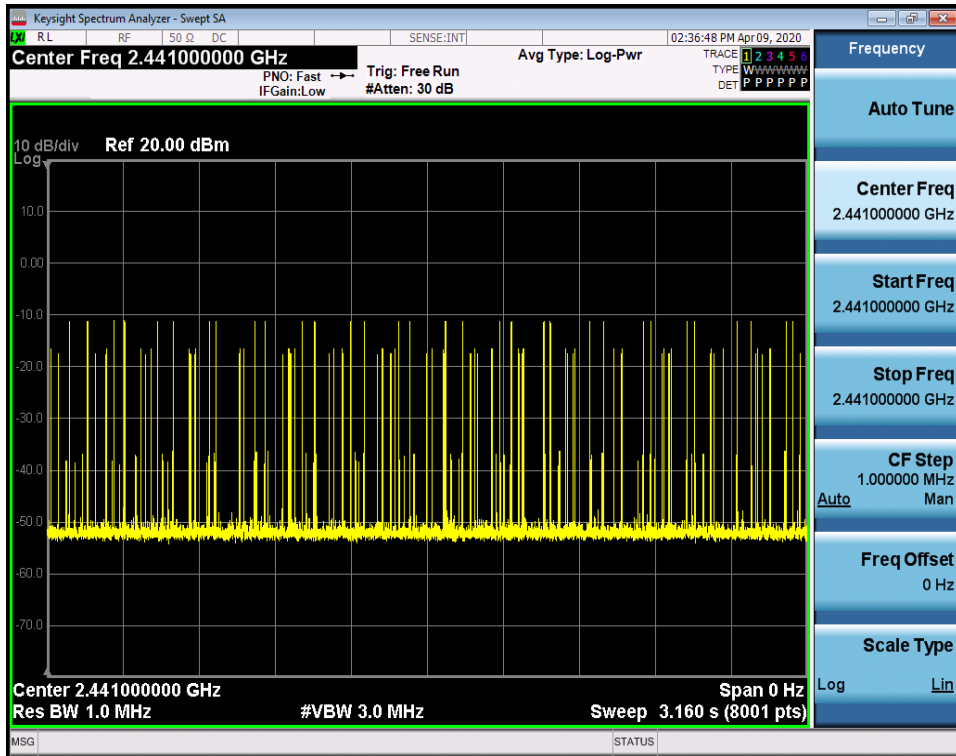 Keysight Spectrum Analyzer - Swept SA
LXI RL RF 50 Ω DC SENSE:INT 02:36:48 PM Apr 09, 2020
Center Freq 2.441000000 GHz
PNO: Fast
IFGain:Low
Trig: Free Run
#Atten: 30 dB
Avg Type: Log-Pwr
TRACE 1 2 3 4 5 6
TYPE WWWWWW
DET P P P P P P
10 dB/div Ref 20.00 dBm
Log
10.0
0.00
-10.0
-20.0
-30.0
-40.0
-50.0
-60.0
-70.0
Center 2.441000000 GHz Span 0 Hz
Res BW 1.0 MHz #VBW 3.0 MHz Sweep 3.160 s (8001 pts)
MSG STATUS
Frequency
Auto Tune
Center Freq
2.441000000 GHz
Start Freq
2.441000000 GHz
Stop Freq
2.441000000 GHz
CF Step
1.000000 MHz
Auto Man
Freq Offset
0 Hz
Scale Type
Log Lin